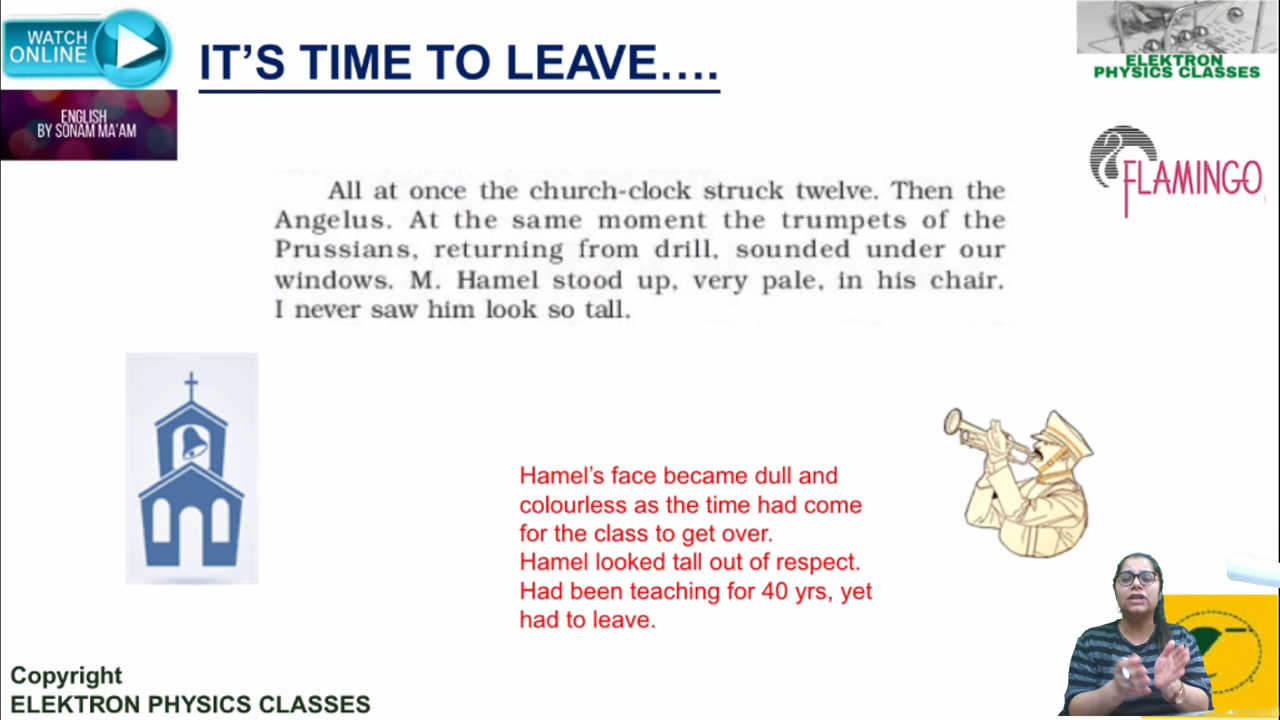 WATCH
ONLINE
IT’S TIME TO LEAVE….
ELEKTRON
PHYSICS CLASSES
ENGLISH
BY SONAM MA'AM
FLAMINGO
All at once the church-clock struck twelve. Then the
Angelus. At the same moment the trumpets of the
Prussians, returning from drill, sounded under our
windows. M. Hamel stood up, very pale, in his chair.
I never saw him look so tall.
Hamel’s face became dull and
colourless as the time had come
for the class to get over.
Hamel looked tall out of respect.
Had been teaching for 40 yrs, yet
had to leave.
Copyright
ELEKTRON PHYSICS CLASSES